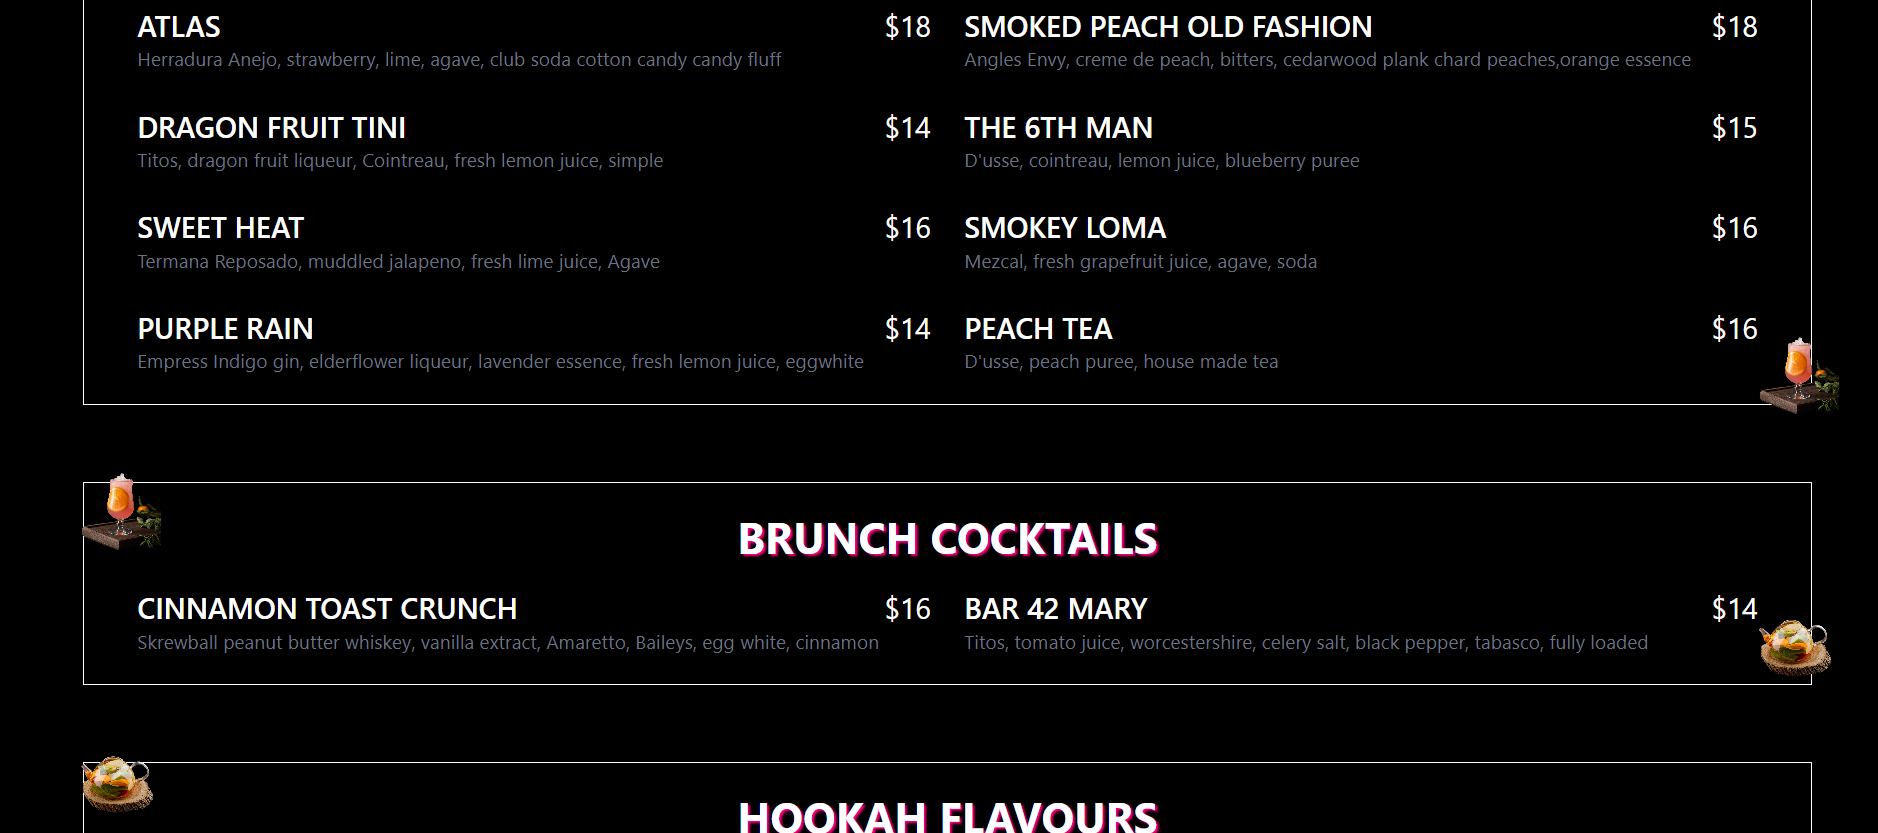 ATLAS $18
Herradura Anejo, strawberry, lime, agave, club soda cotton candy candy fluff
SMOKED PEACH OLD FASHION $18
Angles Envy, creme de peach, bitters, cedarwood plank chard peaches,orange essence
DRAGON FRUIT TINI $14
Titos, dragon fruit liqueur, Cointreau, fresh lemon juice, simple
THE 6TH MAN $15
D'usse, cointreau, lemon juice, blueberry puree
SWEET HEAT $16
Termana Reposado, muddled jalapeno, fresh lime juice, Agave
SMOKEY LOMA $16
Mezcal, fresh grapefruit juice, agave, soda
PURPLE RAIN $14
Empress Indigo gin, elderflower liqueur, lavender essence, fresh lemon juice, eggwhite
PEACH TEA $16
D'usse, peach puree, house made tea
BRUNCH COCKTAILS
CINNAMON TOAST CRUNCH $16
Skrewball peanut butter whiskey, vanilla extract, Amaretto, Baileys, egg white, cinnamon
BAR 42 MARY $14
Titos, tomato juice, worcestershire, celery salt, black pepper, tabasco, fully loaded
HOOKAH FLAVOURS